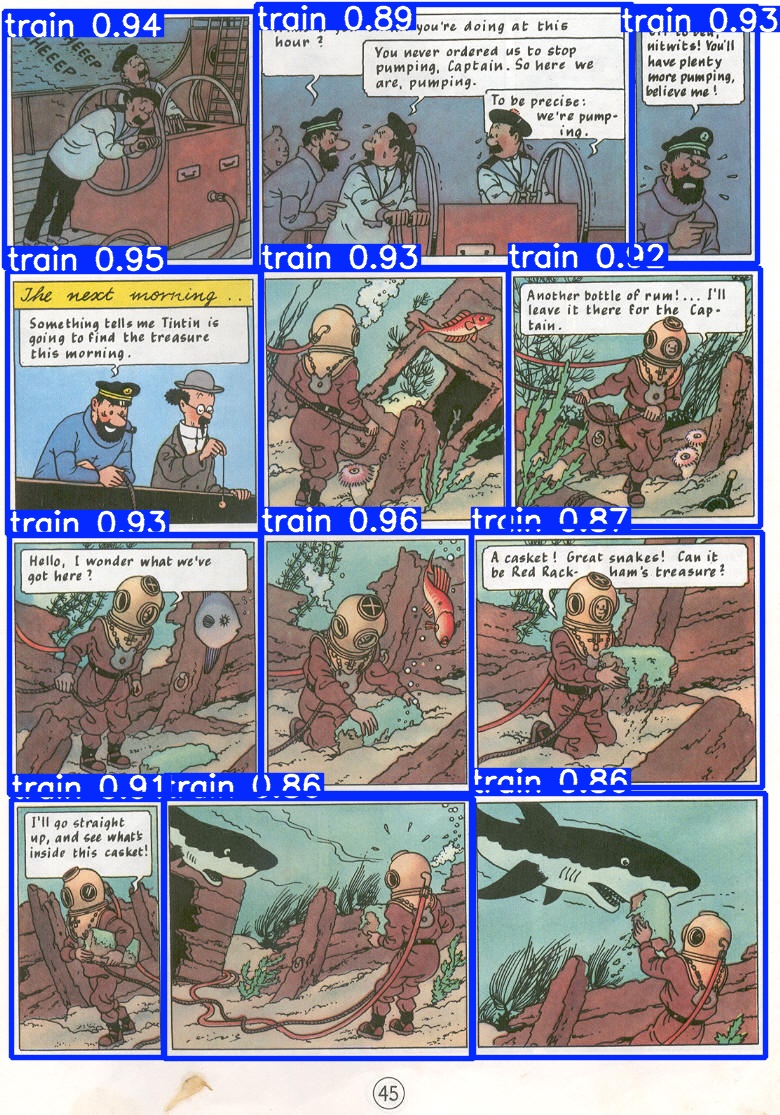 train 0.94
train 0.89
train 0.93
HEEEP
HEEEP
you're doing at this
hour ?
You never ordered us to stop
pumping, Captain. So here we
are, pumping.
To be precise:
we're pump-
ing.
nitwits! You'll
have plenty
more pumping,
believe me !
train 0.95
train 0.93
train 0.92
The next morning ...
Something tells me Tintin is
going to find the treasure
this morning.
Another bottle of rum!... I'll
leave it there for the Cap-
tain.
train 0.93
train 0.96
train 0.87
Hello, I wonder what we've
got here ?
A casket! Great snakes! Can it
be Red Rack- ham's treasure?
train 0.91
train 0.86
train 0.86
I'll go straight
up, and see what's
inside this casket!
45